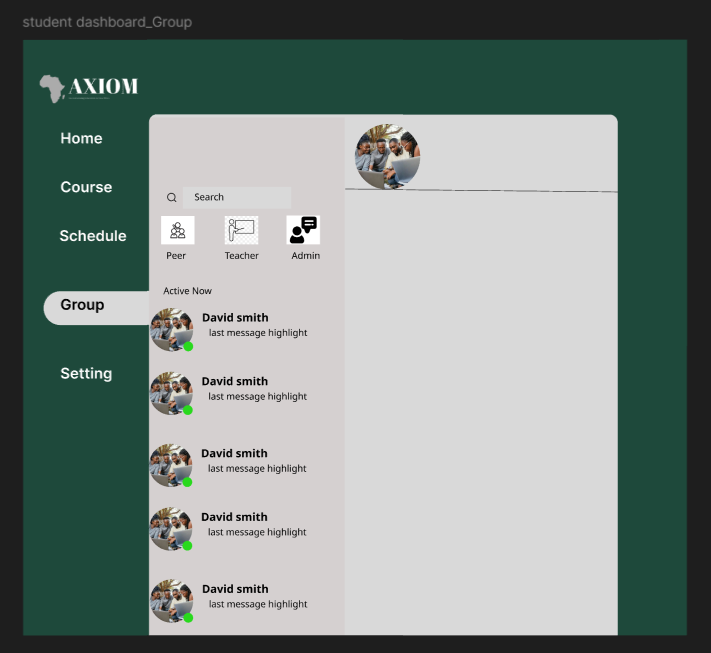 student dashboard_Group
AXIOM
Home
Course
Schedule
Group
Setting
Search
Peer Teacher Admin
Active Now
David smith
last message highlight
David smith
last message highlight
David smith
last message highlight
David smith
last message highlight
David smith
last message highlight